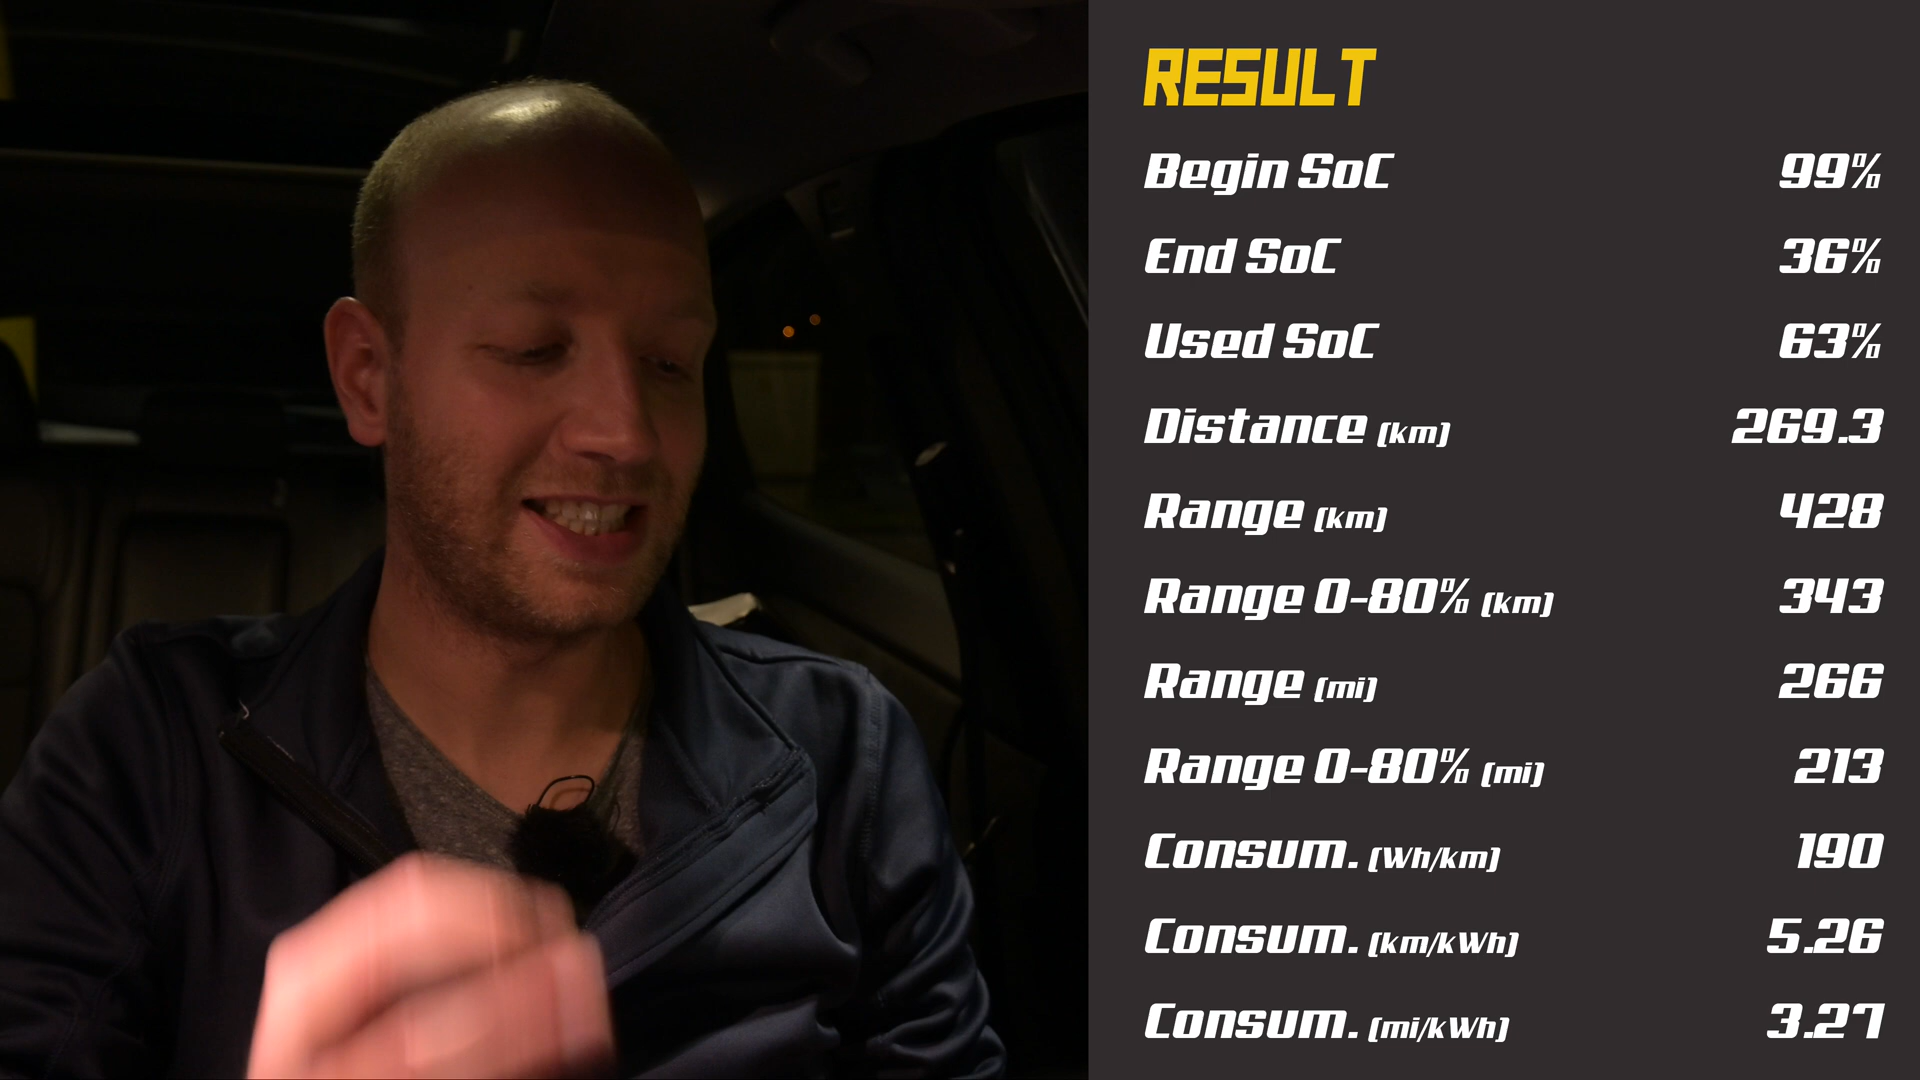 RESULT
Begin SoC 99%
End SoC 36%
Used SoC 63%
Distance (km) 269.3
Range (km) 428
Range 0-80% (km) 343
Range (mi) 266
Range 0-80% (mi) 213
Consum. (Wh/km) 190
Consum. (km/kWh) 5.26
Consum. (mi/kWh) 3.27